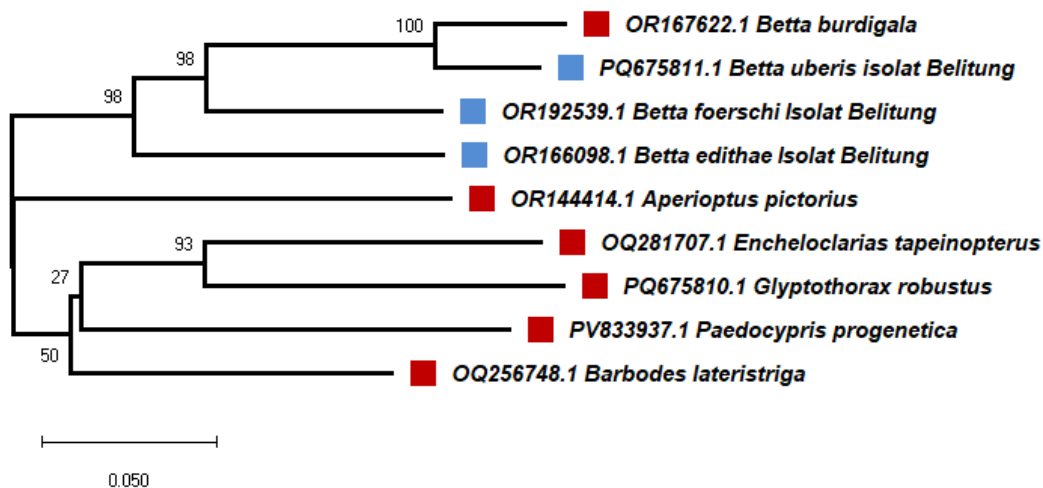 100
OR167622.1 Betta burdigala
PQ675811.1 Betta uberis isolat Belitung
98
98
OR192539.1 Betta foerschi Isolat Belitung
OR166098.1 Betta edithae Isolat Belitung
OR144414.1 Aperioptus pictorius
93
OQ281707.1 Encheloclarias tapeinopterus
27
PQ675810.1 Glyptothorax robustus
PV833937.1 Paedocypris progenetica
50
OQ256748.1 Barbodes lateristriga
0.050